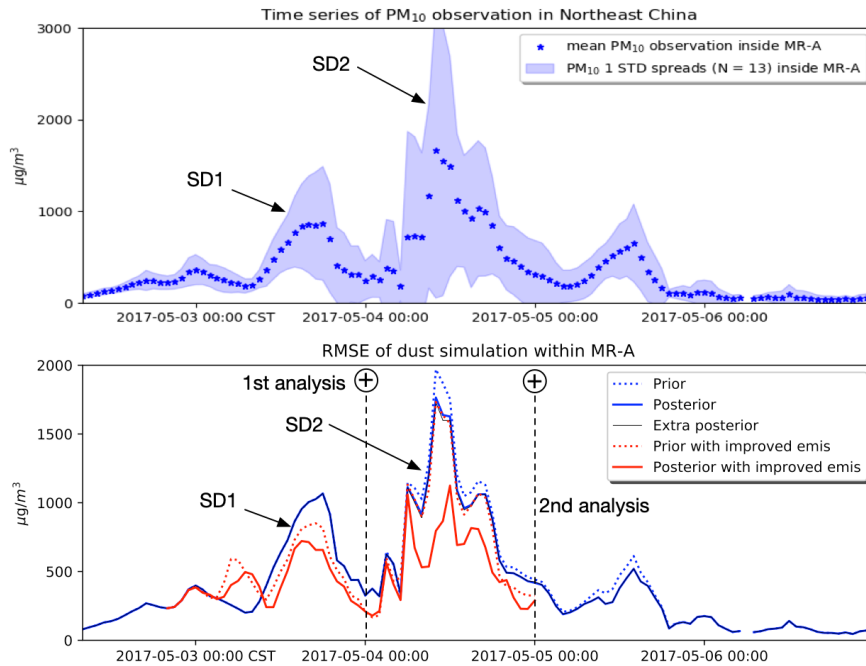 Time series of PM₁₀ observation in Northeast China
3000
2000
1000
0
μg/m³
SD1
SD2
mean PM₁₀ observation inside MR-A
PM₁₀ 1 STD spreads (N = 13) inside MR-A
2017-05-03 00:00 CST
2017-05-04 00:00
2017-05-05 00:00
2017-05-06 00:00
RMSE of dust simulation within MR-A
2000
1500
1000
500
0
μg/m³
1st analysis
SD2
SD1
2nd analysis
Prior
Posterior
Extra posterior
Prior with improved emis
Posterior with improved emis
2017-05-03 00:00 CST
2017-05-04 00:00
2017-05-05 00:00
2017-05-06 00:00